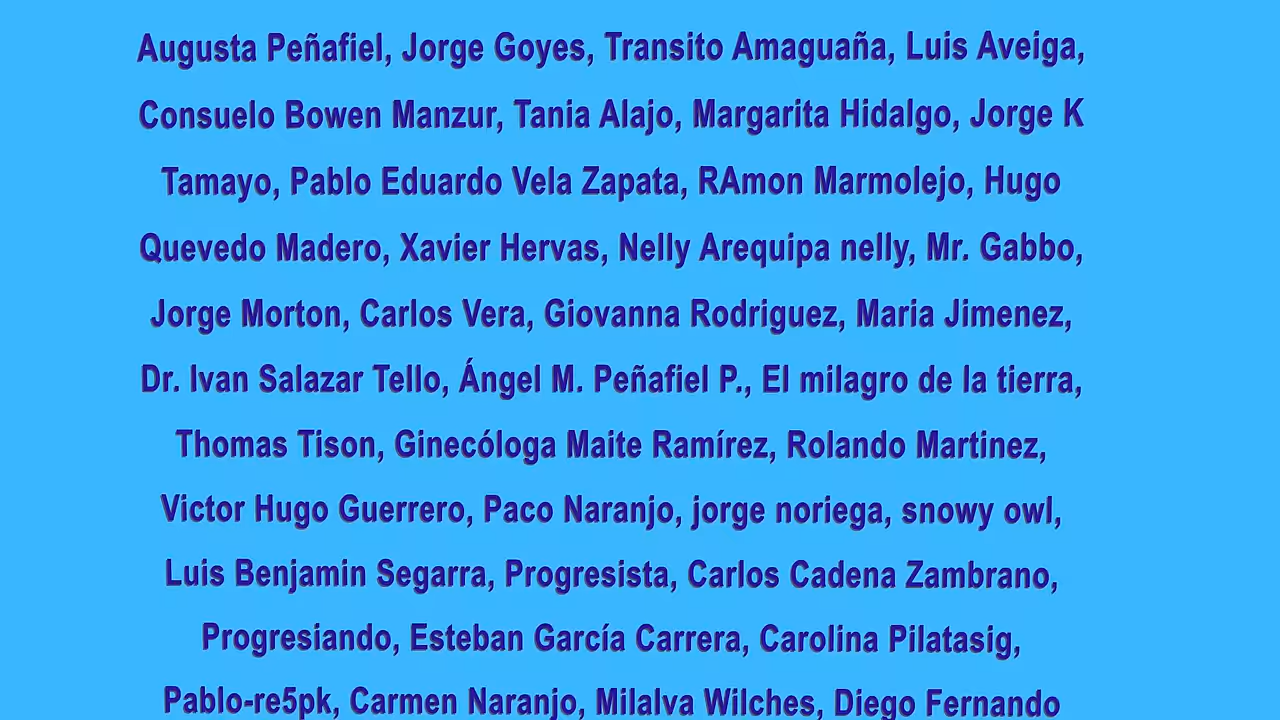 Augusta Peñafiel, Jorge Goyes, Transito Amaguaña, Luis Aveiga,
Consuelo Bowen Manzur, Tania Alajo, Margarita Hidalgo, Jorge K
Tamayo, Pablo Eduardo Vela Zapata, RAmon Marmolejo, Hugo
Quevedo Madero, Xavier Hervas, Nelly Arequipa nelly, Mr. Gabbo,
Jorge Morton, Carlos Vera, Giovanna Rodriguez, Maria Jimenez,
Dr. Ivan Salazar Tello, Ángel M. Peñafiel P., El milagro de la tierra,
Thomas Tison, Ginecóloga Maite Ramírez, Rolando Martinez,
Victor Hugo Guerrero, Paco Naranjo, jorge noriega, snowy owl,
Luis Benjamin Segarra, Progresista, Carlos Cadena Zambrano,
Progresiando, Esteban García Carrera, Carolina Pilatasig,
Pablo-re5pk, Carmen Naranjo, Milalva Wilches, Diego Fernando